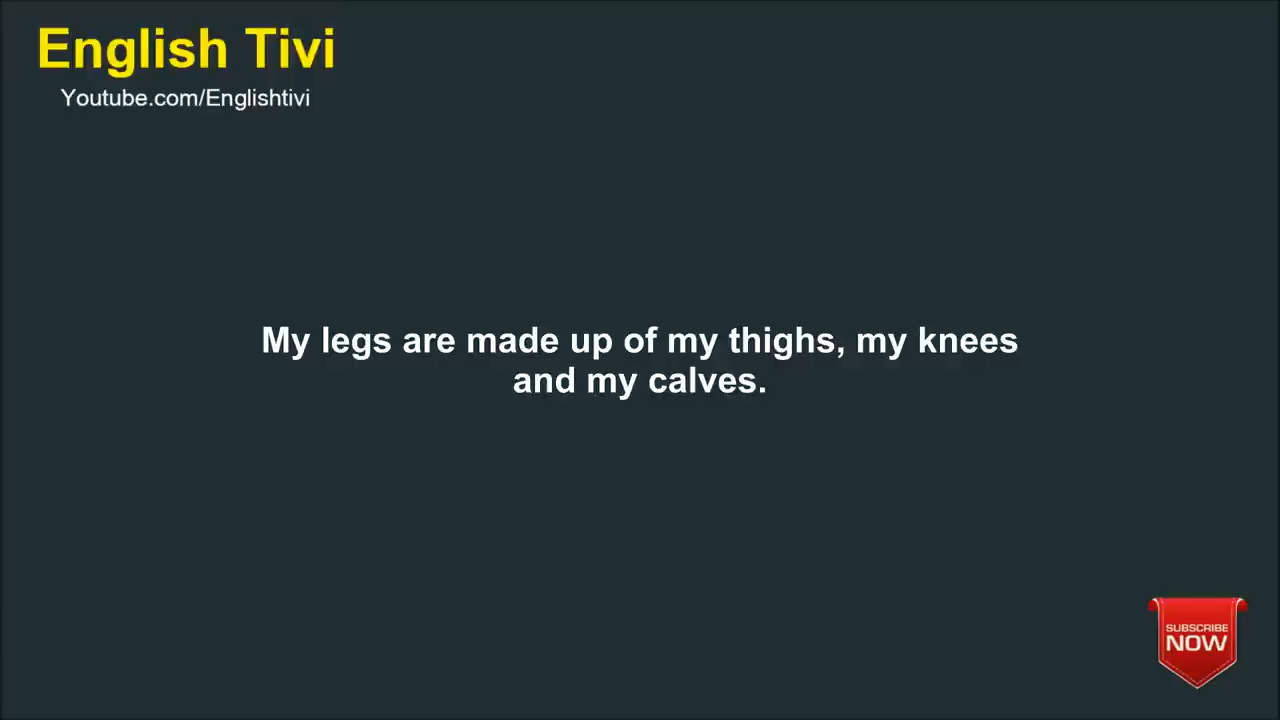 English Tivi
Youtube.com/Englishtivi
My legs are made up of my thighs, my knees
and my calves.
SUBSCRIBE
NOW